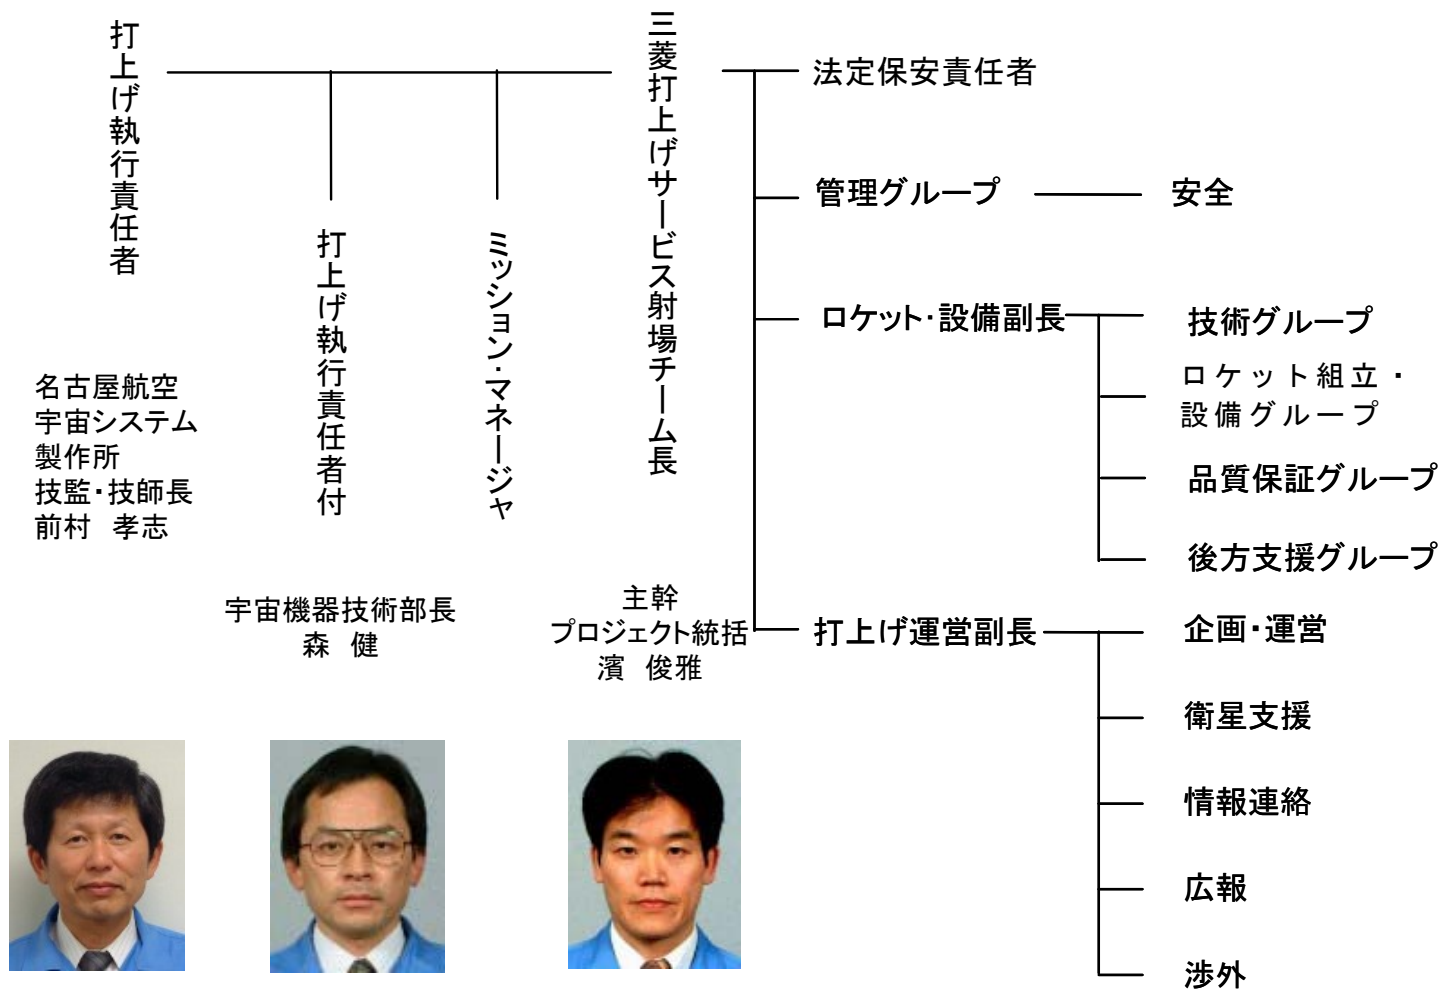 打上げ執行責任者
名古屋航空
宇宙システム
製作所
技監・技師長
前村　孝志
打上げ執行責任者付
宇宙機器技術部長
森　健
ミッション・マネージャ
三菱打上げサービス射場チーム長
主幹
プロジェクト統括
濱　俊雅
法定保安責任者
管理グループ
安全
ロケット・設備副長
技術グループ
ロケット組立・
設備グループ
品質保証グループ
後方支援グループ
打上げ運営副長
企画・運営
衛星支援
情報連絡
広報
渉外